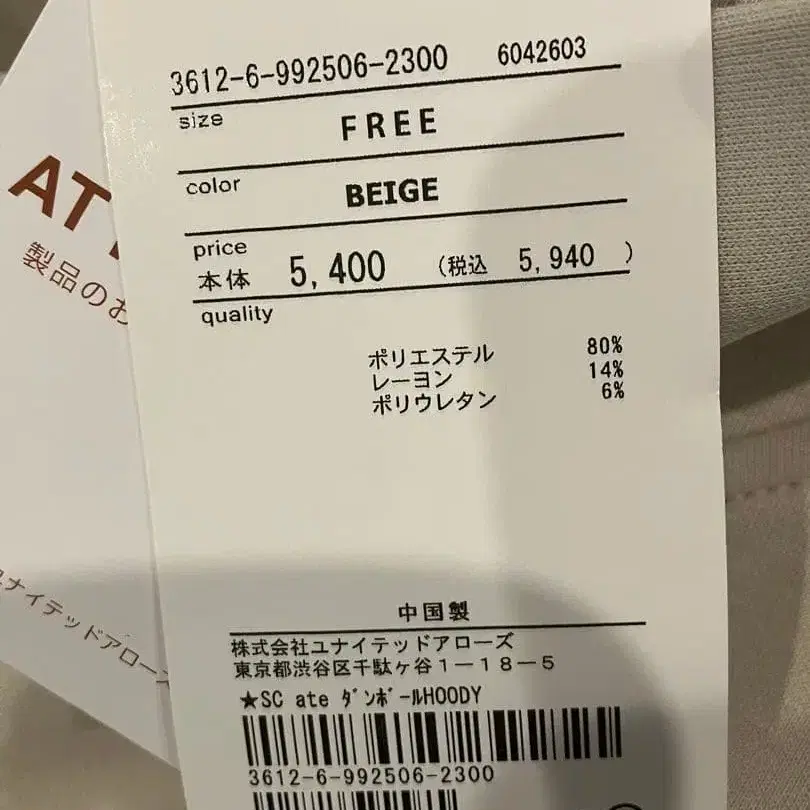 3612-6-992506-2300 6042603
size FREE
color BEIGE
price
本体 5,400 (税込 5,940 )
quality
ポリエステル 80%
レーヨン 14%
ポリウレタン 6%
中国製
株式会社ユナイテッドアローズ
東京都渋谷区千駄ヶ谷1-18-5
★SC ate ダンボールHOODY
3612-6-992506-2300
AT
製品のお
ユナイテッドアローズ